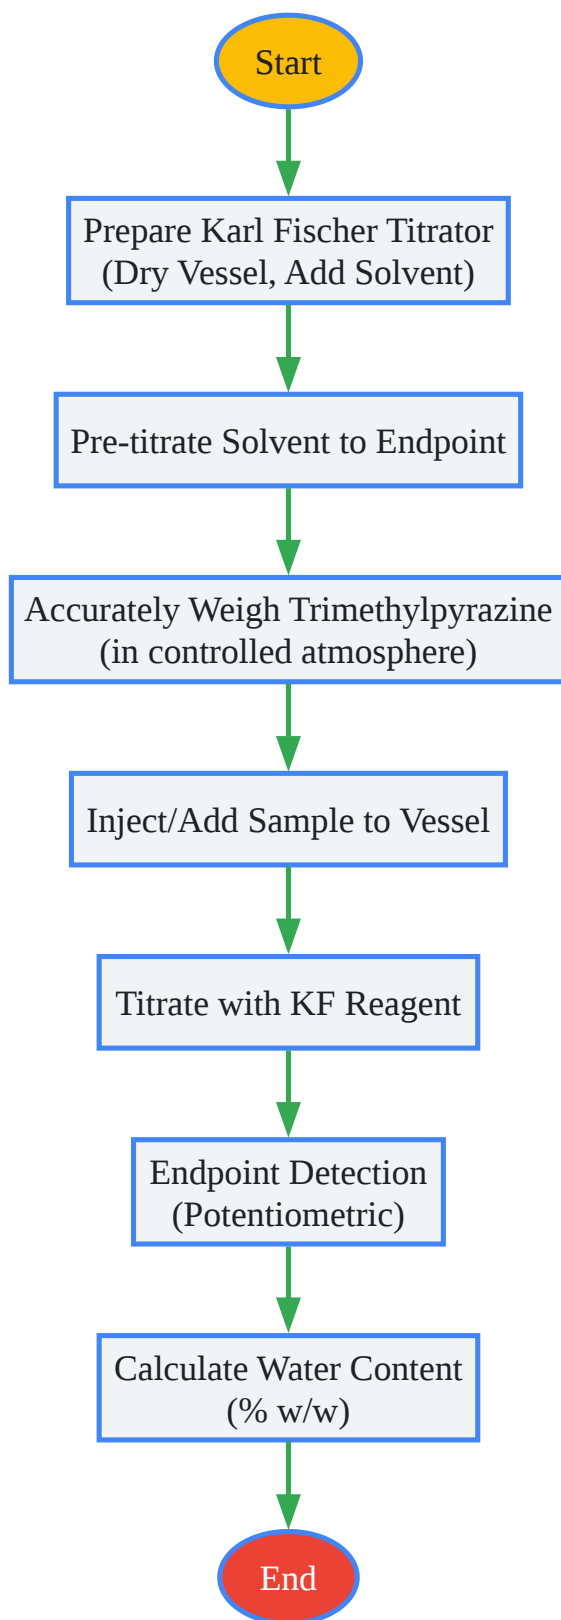 Start
Prepare Karl Fischer Titrator
(Dry Vessel, Add Solvent)
Pre-titrate Solvent to Endpoint
Accurately Weigh Trimethylpyrazine
(in controlled atmosphere)
Inject/Add Sample to Vessel
Titrate with KF Reagent
Endpoint Detection
(Potentiometric)
Calculate Water Content
(% w/w)
End